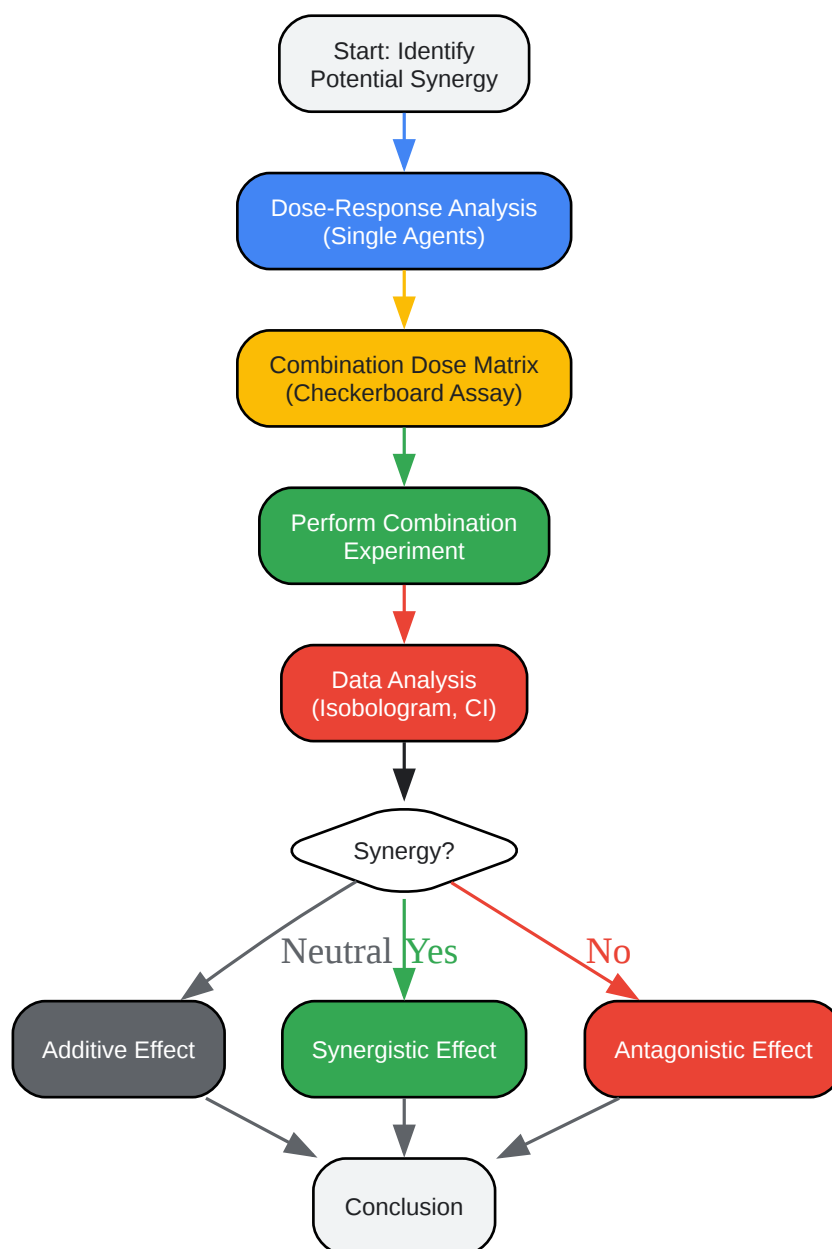 Start: Identify
Potential Synergy
Dose-Response Analysis
(Single Agents)
Combination Dose Matrix
(Checkerboard Assay)
Perform Combination
Experiment
Data Analysis
(Isobologram, CI)
Synergy?
Neutral
Yes
No
Additive Effect
Synergistic Effect
Antagonistic Effect
Conclusion